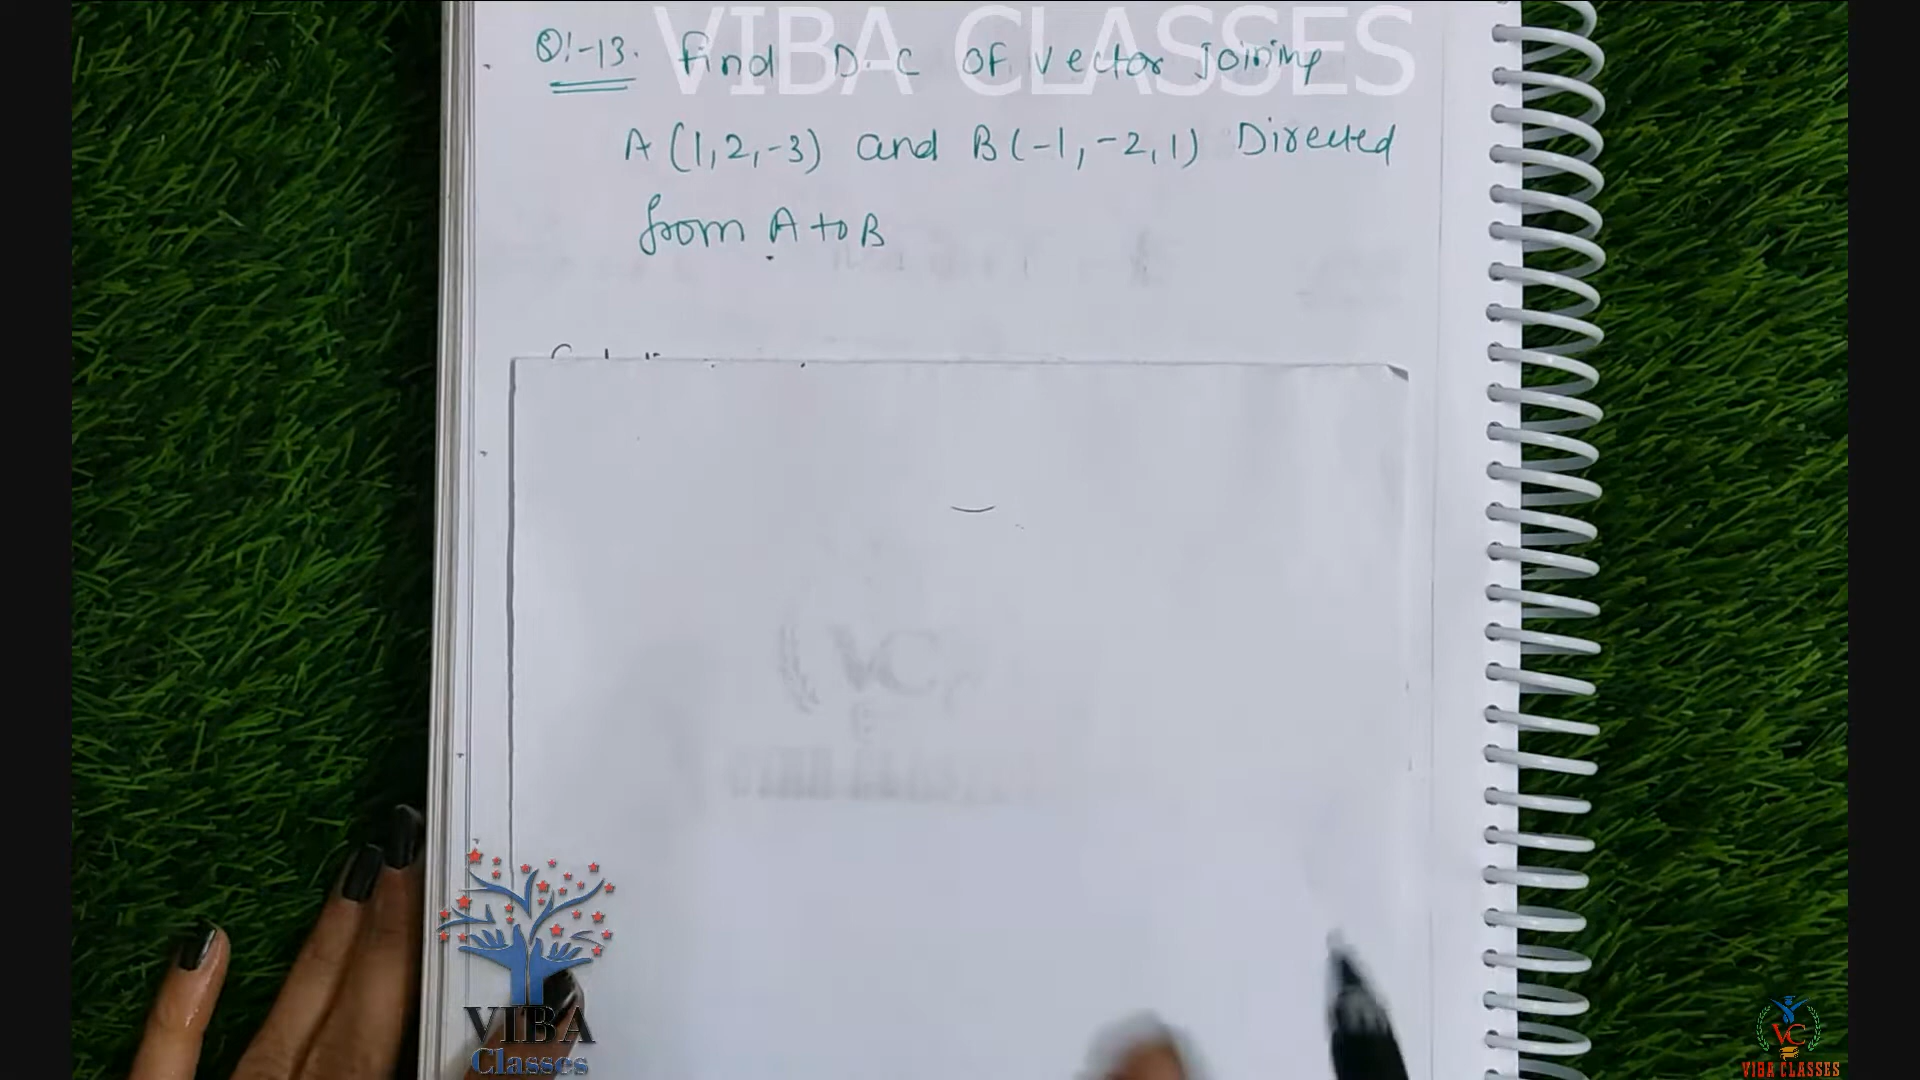 VIBA CLASSES
Q:-13. find D.C OF vector joining
A (1,2,-3) and B(-1,-2,1) Directed
from A to B
VC
VIBA
Classes
VC
VIBA CLASSES